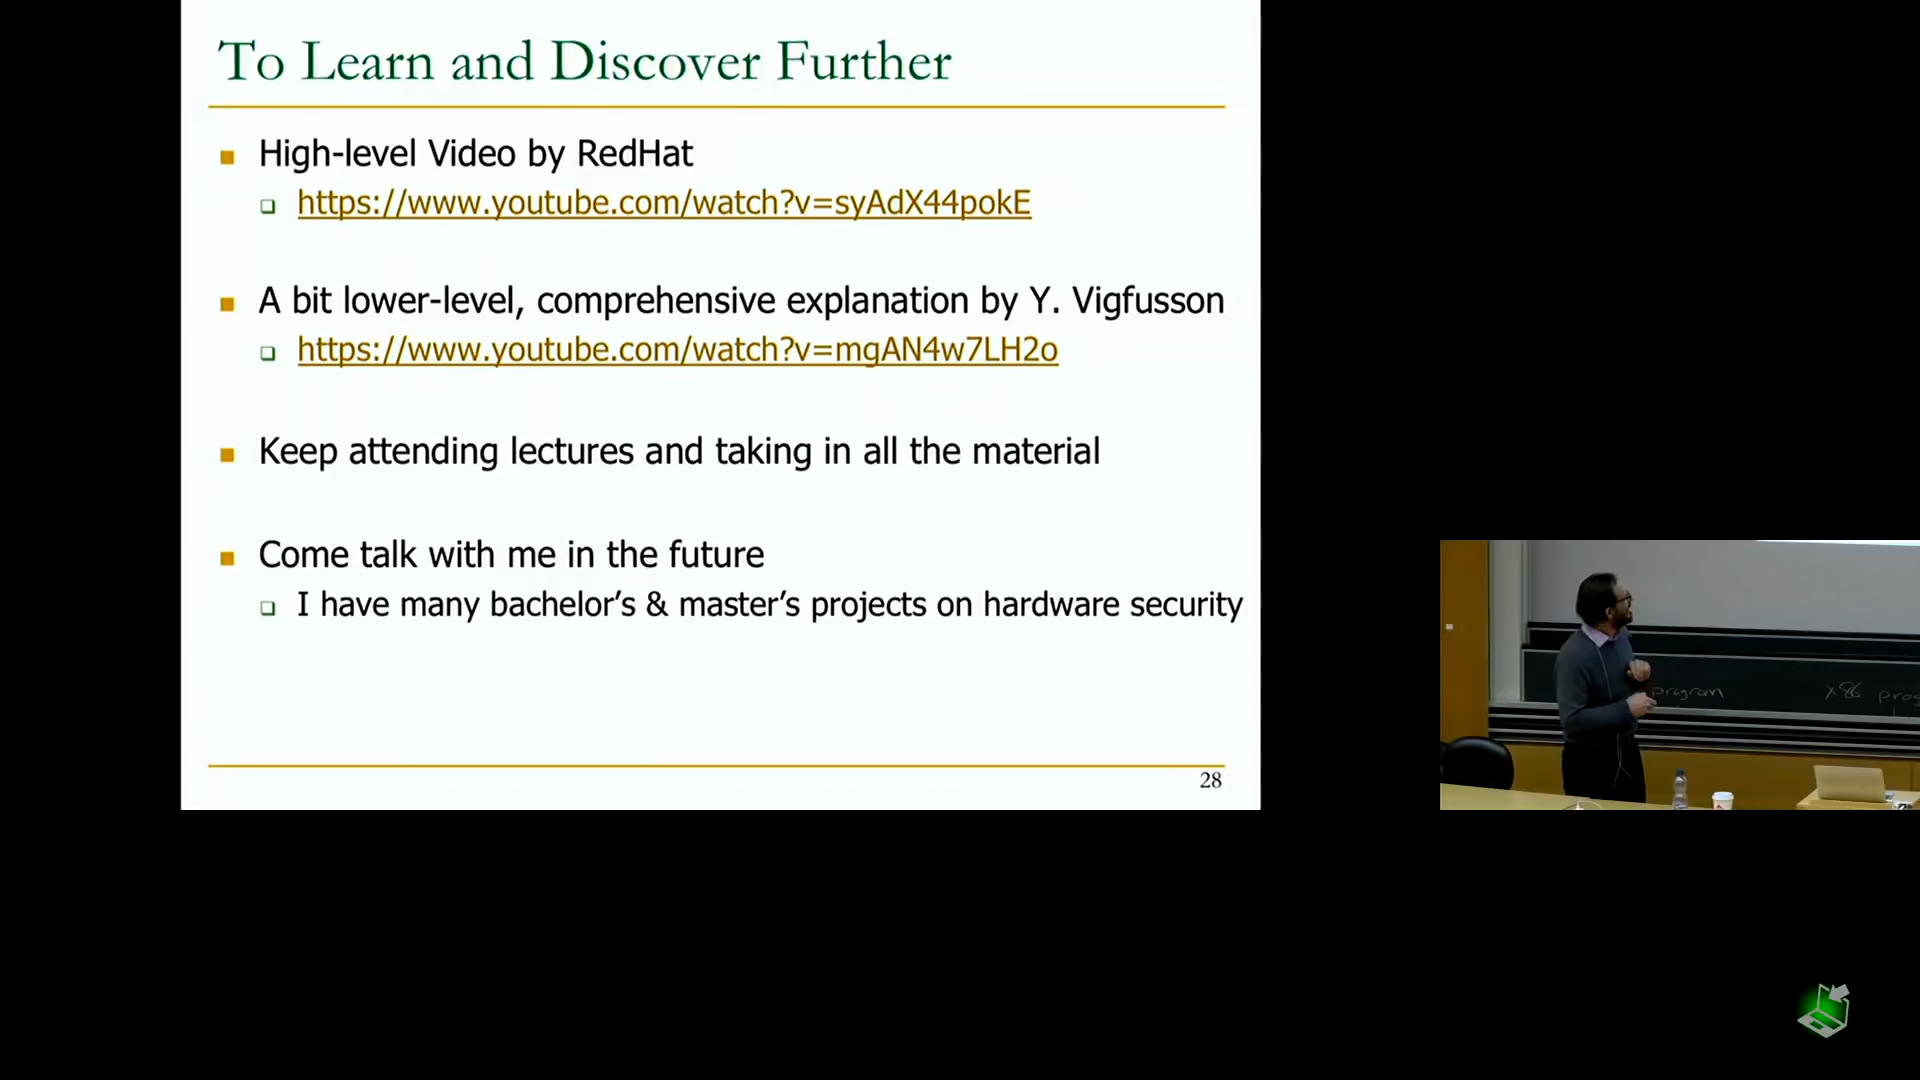 To Learn and Discover Further
High-level Video by RedHat
https://www.youtube.com/watch?v=syAdX44pokE
A bit lower-level, comprehensive explanation by Y. Vigfusson
https://www.youtube.com/watch?v=mgAN4w7LH2o
Keep attending lectures and taking in all the material
Come talk with me in the future
I have many bachelor's & master's projects on hardware security
28
program
x86